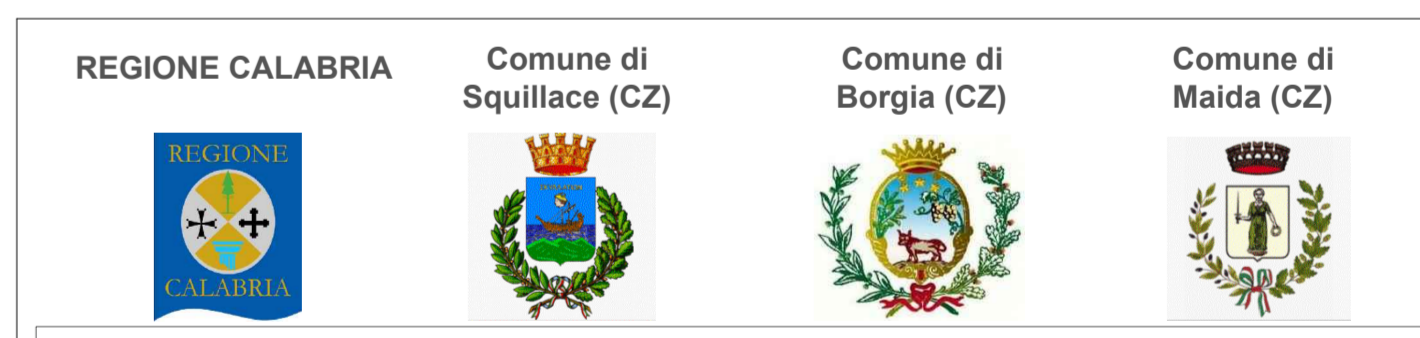 REGIONE CALABRIA
Comune di
Squillace (CZ)
Comune di
Borgia (CZ)
Comune di
Maida (CZ)
REGIONE
CALABRIA